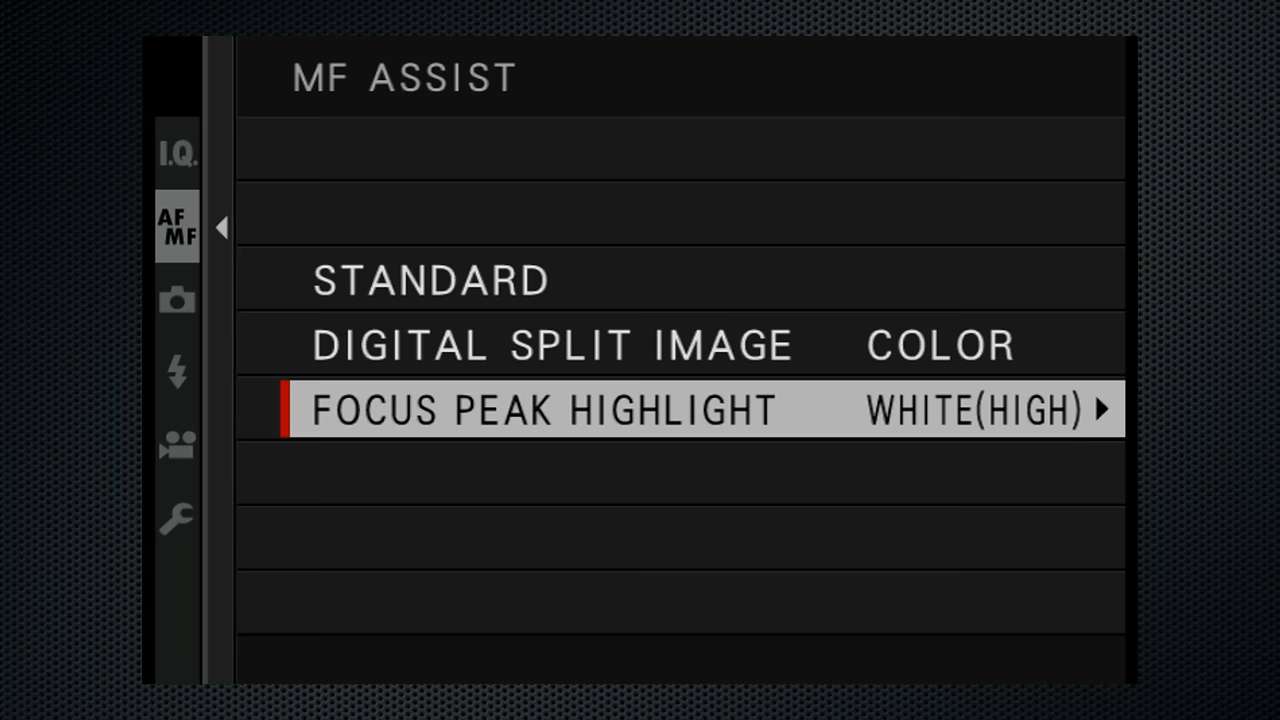 MF ASSIST
I.Q.
AF
MF
STANDARD
DIGITAL SPLIT IMAGE COLOR
FOCUS PEAK HIGHLIGHT WHITE(HIGH)